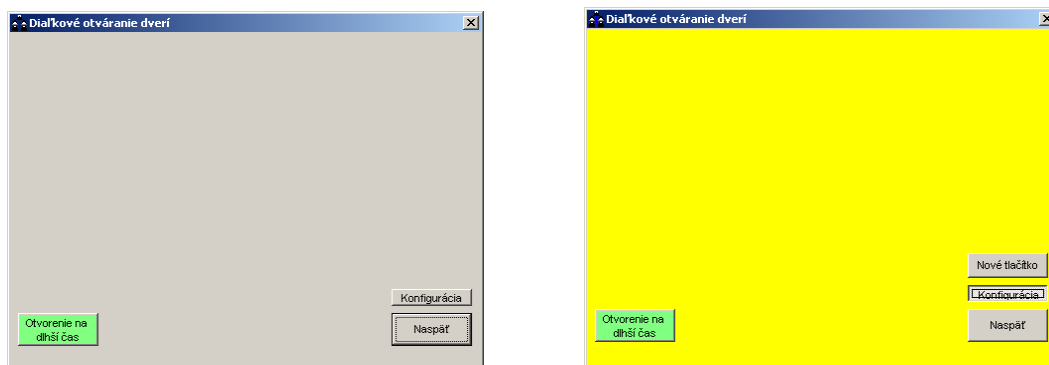 Diaľkové otváranie dverí
Konfigurácia
Otvorenie na
dlhší čas
Naspäť
Diaľkové otváranie dverí
Nové tlačítko
Konfigurácia
Otvorenie na
dlhší čas
Naspäť